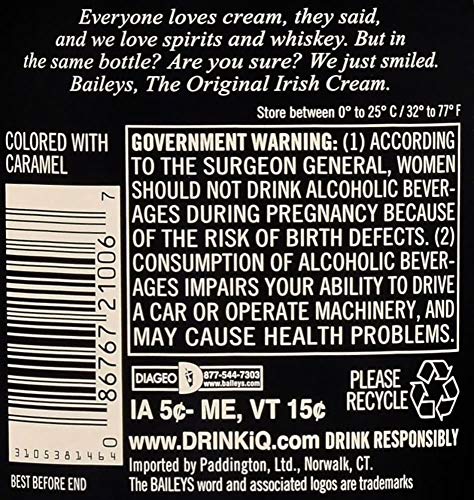 Everyone loves cream, they said,
and we love spirits and whiskey. But in
the same bottle? Are you sure? We just smiled.
Baileys, The Original Irish Cream.
Store between 0° to 25° C / 32° to 77° F
COLORED WITH
CARAMEL
GOVERNMENT WARNING: (1) ACCORDING
TO THE SURGEON GENERAL, WOMEN
SHOULD NOT DRINK ALCOHOLIC BEVER-
AGES DURING PREGNANCY BECAUSE
OF THE RISK OF BIRTH DEFECTS. (2)
CONSUMPTION OF ALCOHOLIC BEVER-
AGES IMPAIRS YOUR ABILITY TO DRIVE
A CAR OR OPERATE MACHINERY, AND
MAY CAUSE HEALTH PROBLEMS.
0 86767 21006 7
3105381464
BEST BEFORE END
DIAGEO
877-544-7303
www.baileys.com
PLEASE
RECYCLE
IA 5¢- ME, VT 15¢
www.DRINKiQ.com DRINK RESPONSIBLY
Imported by Paddington, Ltd., Norwalk, CT.
The BAILEYS word and associated logos are trademarks